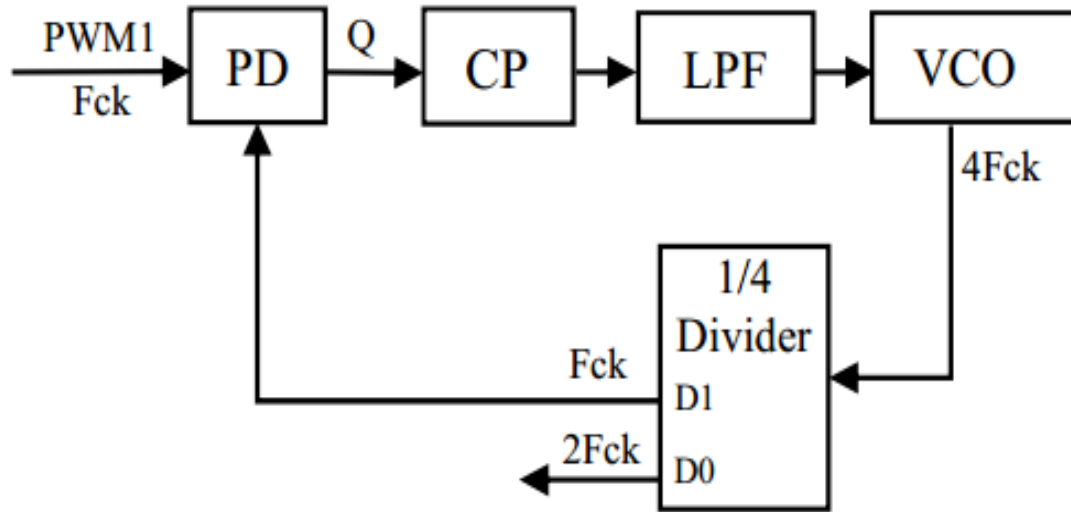 PWM1
Fck
PD
Q
CP
LPF
VCO
4Fck
1/4
Divider
Fck
D1
2Fck
D0